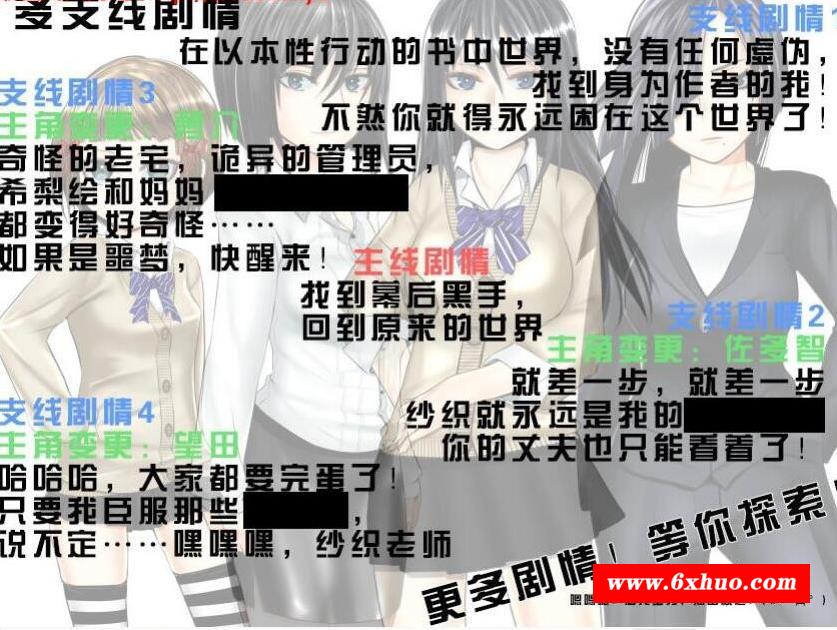 多支线剧情
支线剧情1
在以本性行动的书中世界，没有任何虚伪，
找到身为作者的我！
不然你就得永远困在这个世界了！
支线剧情3
主角变更：
奇怪的老宅，诡异的管理员，
希梨绘和妈妈
都变得好奇怪……
如果是噩梦，快醒来！
主线剧情
找到幕后黑手，
回到原来的世界
支线剧情2
主角变更：佐多智
就差一步，就差一步
纱织就永远是我的
你的丈夫也只能看着了！
支线剧情4
主角变更：望田
哈哈哈，大家都要完蛋了！
只要我臣服那些，
说不定……嘿嘿嘿，纱织老师
更多剧情！等你探索！
www.6xhuo.com